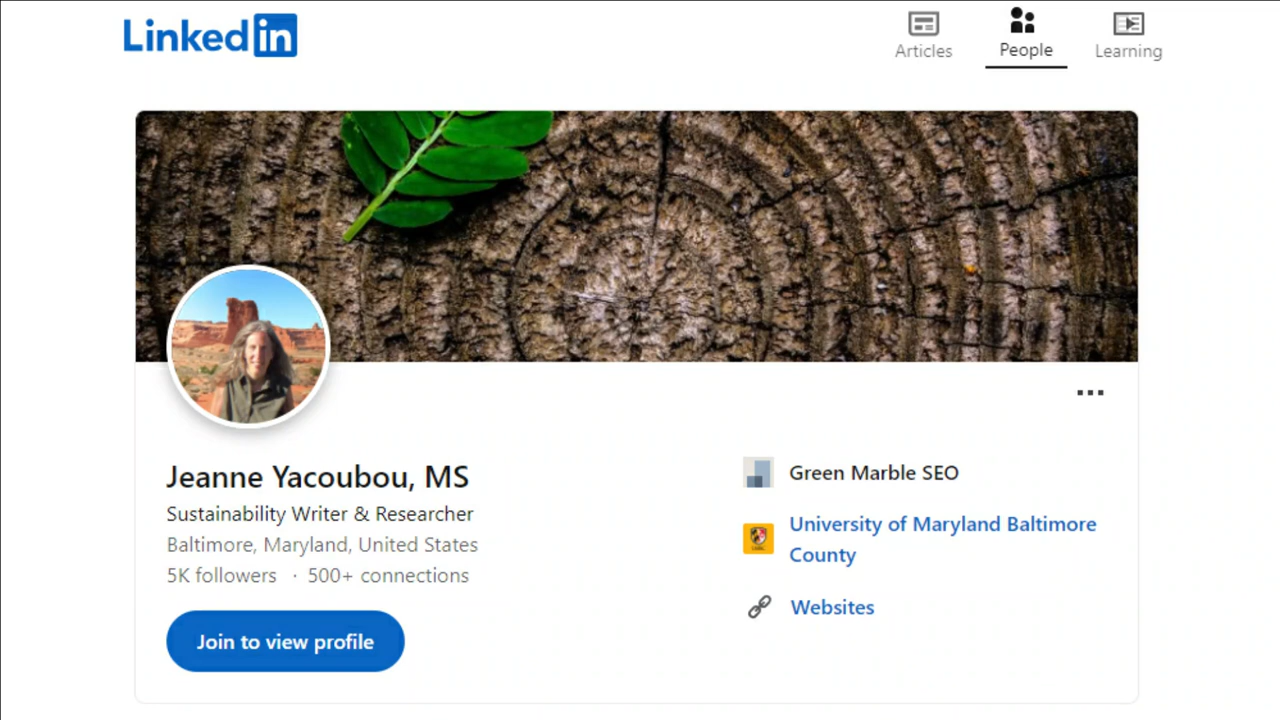 Linkedin
Articles
People
Learning
Jeanne Yacoubou, MS
Sustainability Writer & Researcher
Baltimore, Maryland, United States
5K followers · 500+ connections
Join to view profile
Green Marble SEO
University of Maryland Baltimore
County
Websites